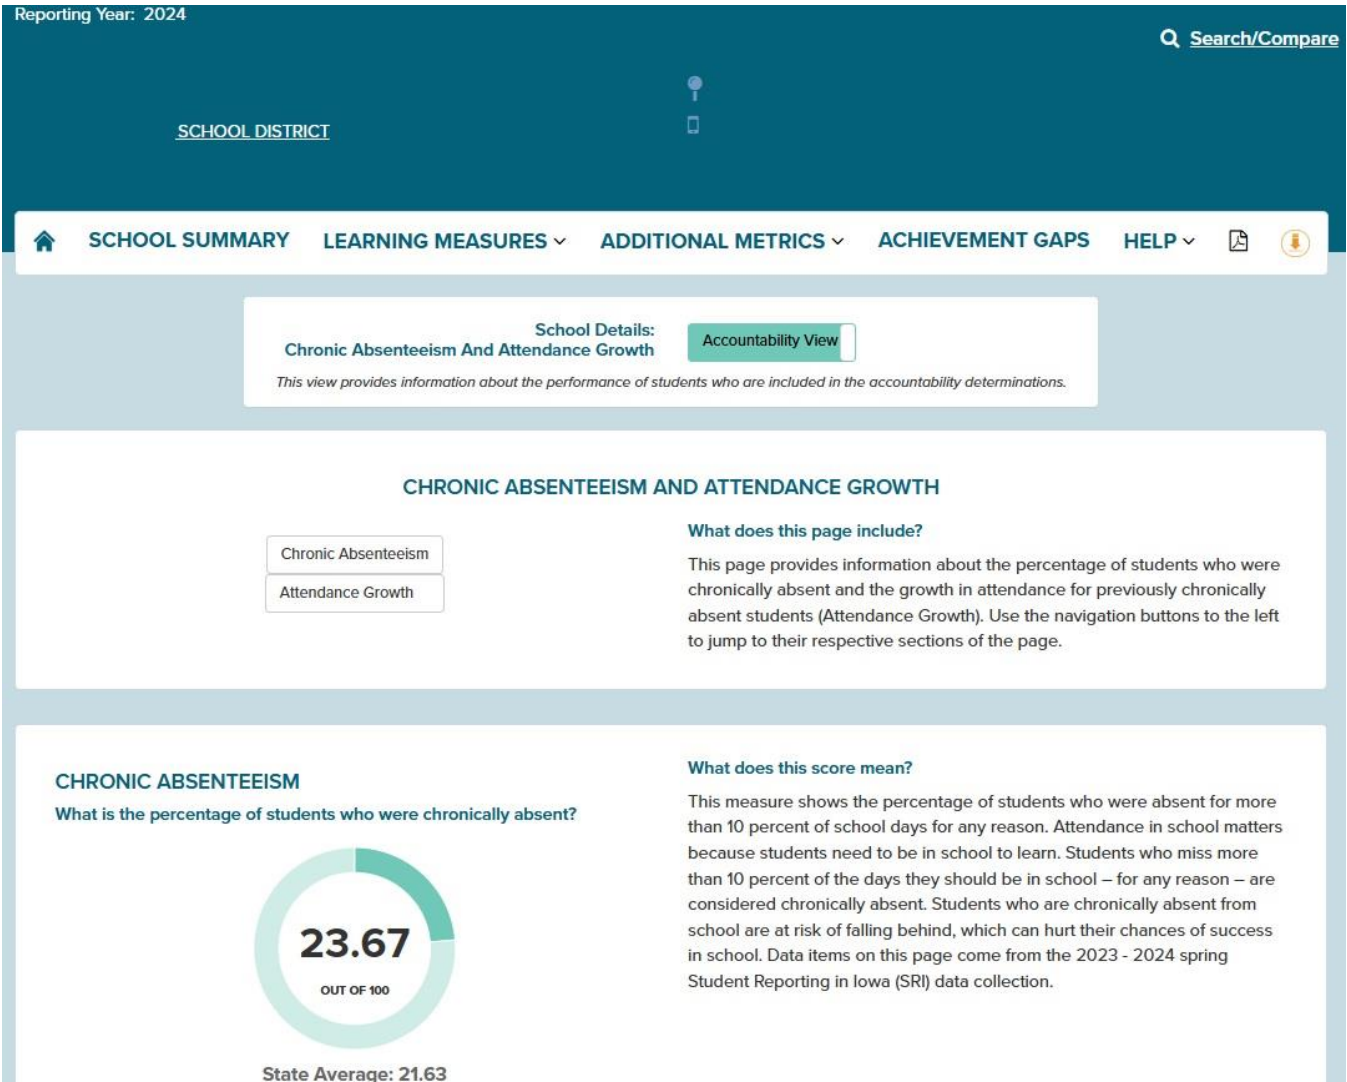 Reporting Year: 2024
Search/Compare
SCHOOL DISTRICT
SCHOOL SUMMARY LEARNING MEASURES ADDITIONAL METRICS ACHIEVEMENT GAPS HELP
School Details:
Chronic Absenteeism And Attendance Growth
Accountability View
This view provides information about the performance of students who are included in the accountability determinations.
CHRONIC ABSENTEEISM AND ATTENDANCE GROWTH
Chronic Absenteeism
Attendance Growth
What does this page include?
This page provides information about the percentage of students who were
chronically absent and the growth in attendance for previously chronically
absent students (Attendance Growth). Use the navigation buttons to the left
to jump to their respective sections of the page.
CHRONIC ABSENTEEISM
What is the percentage of students who were chronically absent?
23.67
OUT OF 100
State Average: 21.63
What does this score mean?
This measure shows the percentage of students who were absent for more
than 10 percent of school days for any reason. Attendance in school matters
because students need to be in school to learn. Students who miss more
than 10 percent of the days they should be in school – for any reason – are
considered chronically absent. Students who are chronically absent from
school are at risk of falling behind, which can hurt their chances of success
in school. Data items on this page come from the 2023 - 2024 spring
Student Reporting in Iowa (SRI) data collection.